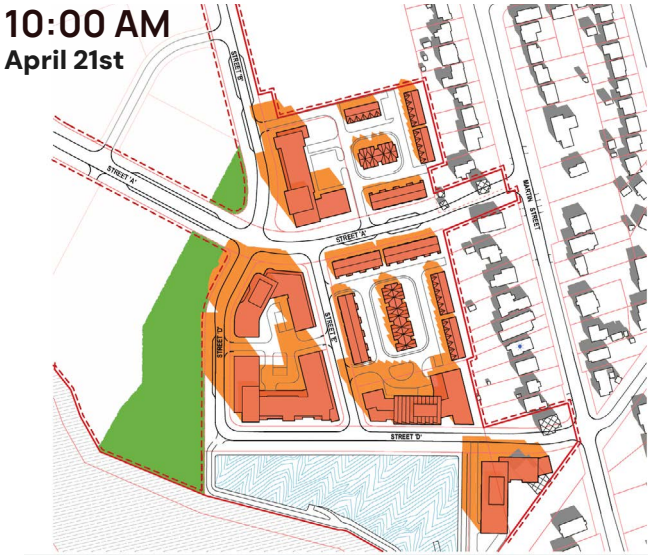 10:00 AM
April 21st
STREET 'B'
STREET 'A'
MARTIN STREET
STREET 'A'
STREET 'E'
STREET 'D'
STREET 'D'